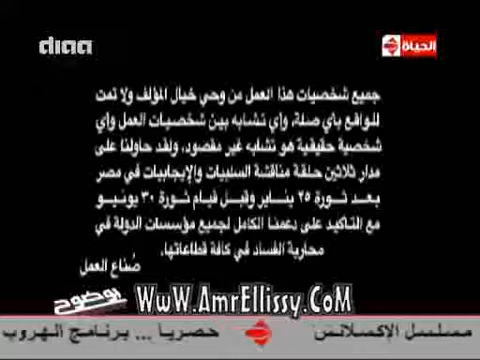 diaa
الحياة
جميع شخصيات هذا العمل من وحي خيال المؤلف ولا تمت
للواقع بأي صلة، وأي تشابه بين شخصيات العمل وأي
شخصية حقيقية هو تشابه غير مقصود، ولقد حاولنا على
مدار ثلاثين حلقة مناقشة السلبيات والإيجابيات في مصر
بعد ثورة ٢٥ يناير وقبل قيام ثورة ٣٠ يونيو
مع التأكيد على دعمنا الكامل لجميع مؤسسات الدولة في
محاربة الفساد في كافة قطاعاتها.
صُناع العمل
بوضوح
WwW.AmrEllissy.CoM
مسلسل الإكسلانس
حصريا ... برنامج الهروب